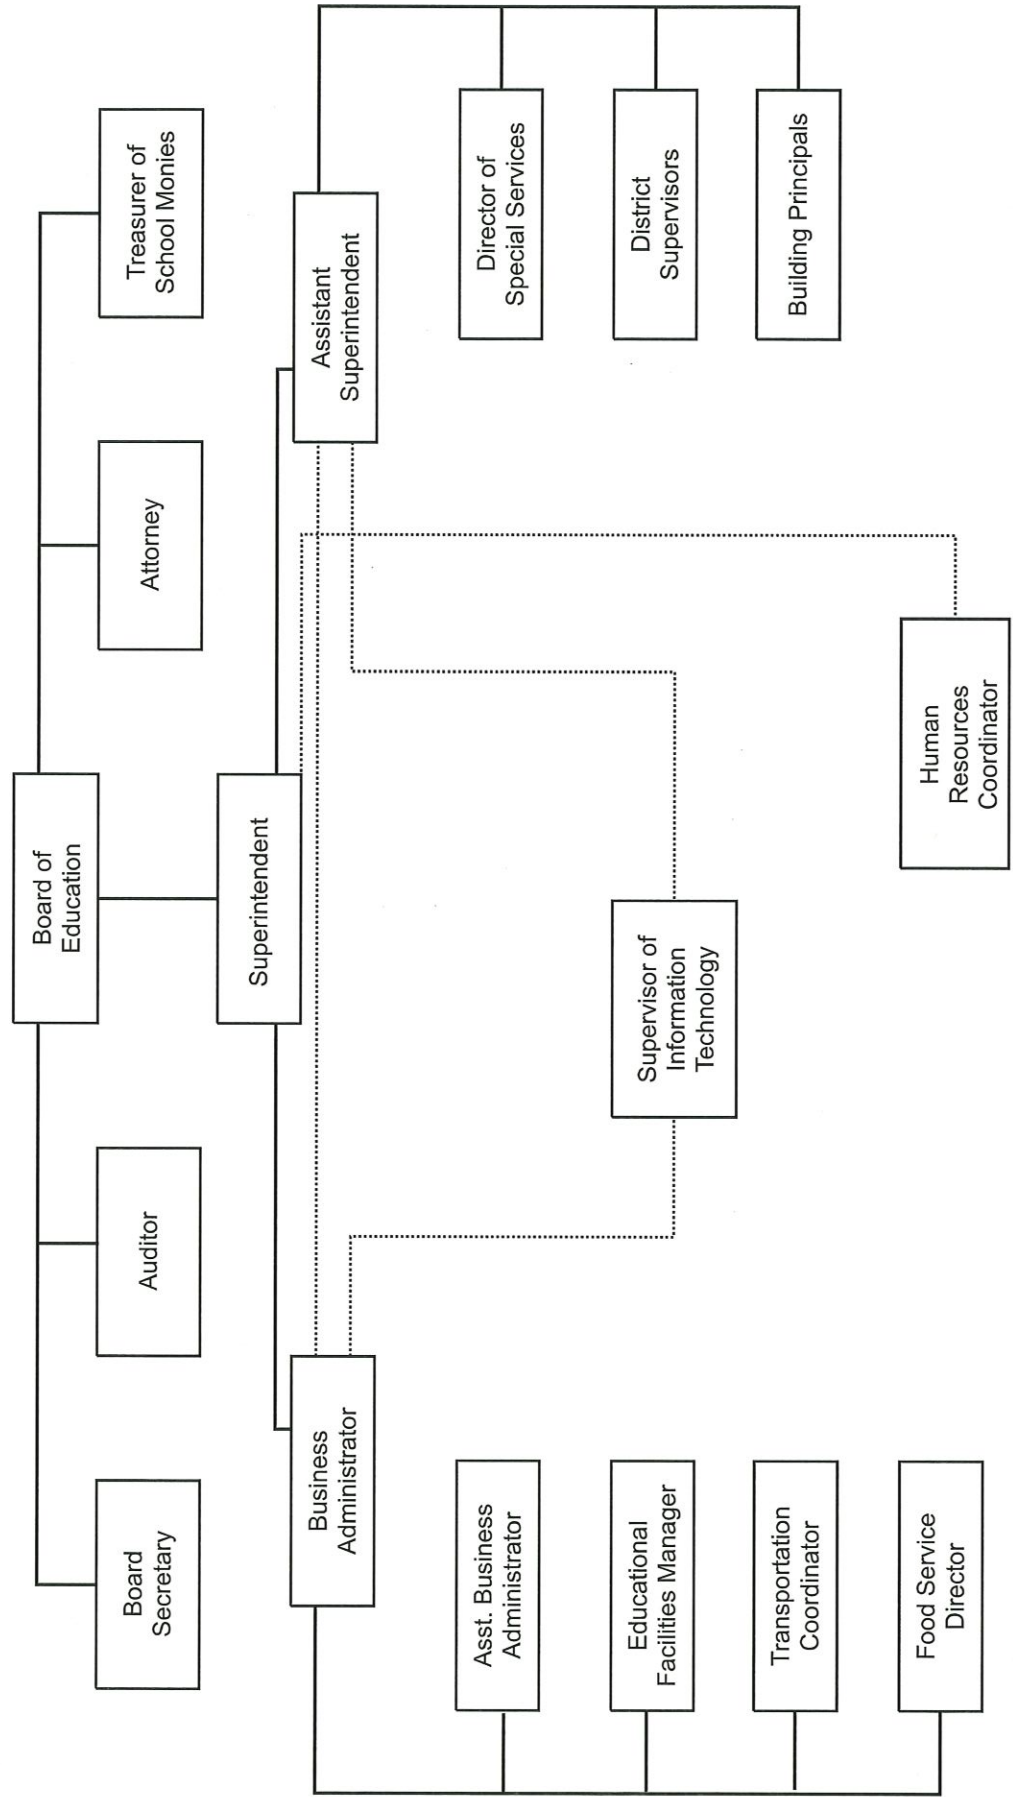 Board of
Education
Board
Secretary
Auditor
Attorney
Treasurer of
School Monies
Superintendent
Business
Administrator
Assistant
Superintendent
Asst. Business
Administrator
Director of
Special Services
Educational
Facilities Manager
Supervisor of
Information
Technology
District
Supervisors
Transportation
Coordinator
Building Principals
Food Service
Director
Human
Resources
Coordinator